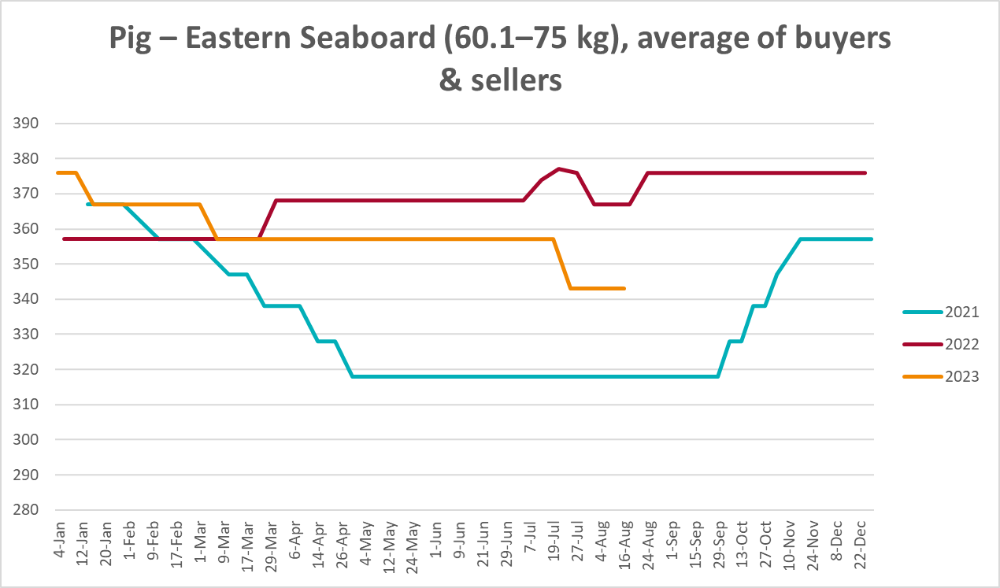 Pig – Eastern Seaboard (60.1–75 kg), average of buyers
& sellers
390
380
370
360
350
340
330
320
310
300
290
280
4-Jan
12-Jan
20-Jan
1-Feb
9-Feb
17-Feb
1-Mar
9-Mar
17-Mar
29-Mar
6-Apr
14-Apr
26-Apr
4-May
12-May
24-May
1-Jun
9-Jun
21-Jun
29-Jun
7-Jul
19-Jul
27-Jul
4-Aug
16-Aug
24-Aug
1-Sep
15-Sep
29-Sep
13-Oct
27-Oct
10-Nov
24-Nov
8-Dec
22-Dec
2021
2022
2023